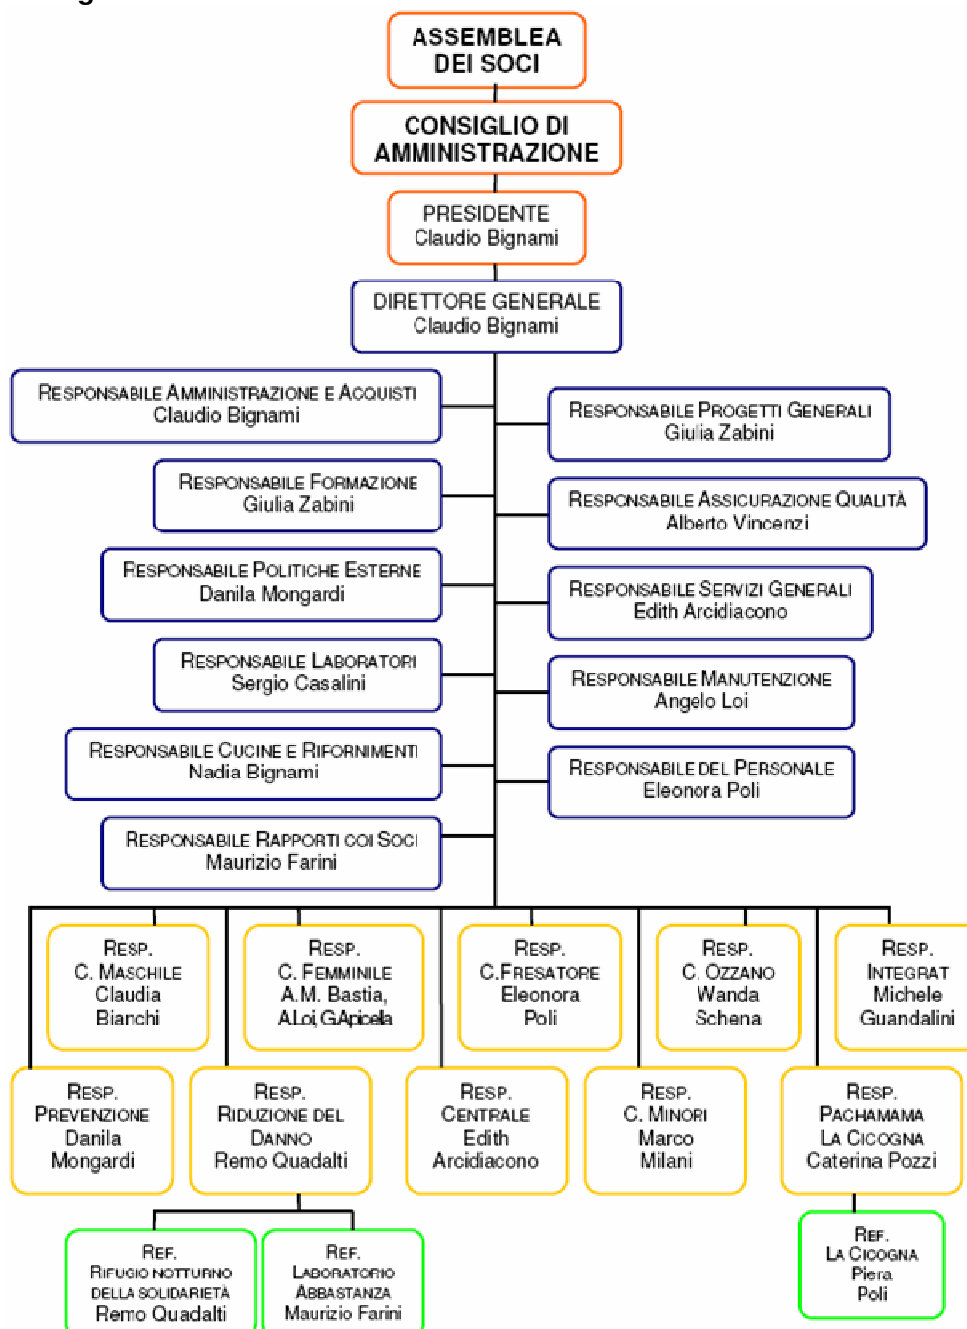 ASSEMBLEA
DEI SOCI
CONSIGLIO DI
AMMINISTRAZIONE
PRESIDENTE
Claudio Bignami
DIRETTORE GENERALE
Claudio Bignami
RESPONSABILE AMMINISTRAZIONE E ACQUISTI
Claudio Bignami
RESPONSABILE PROGETTI GENERALI
Giulia Zabini
RESPONSABILE FORMAZIONE
Giulia Zabini
RESPONSABILE ASSICURAZIONE QUALITÀ
Alberto Vincenzi
RESPONSABILE POLITICHE ESTERNE
Danila Mongardi
RESPONSABILE SERVIZI GENERALI
Edith Arcidiacono
RESPONSABILE LABORATORI
Sergio Casalini
RESPONSABILE MANUTENZIONE
Angelo Loi
RESPONSABILE CUCINE E RIFORNIMENTI
Nadia Bignami
RESPONSABILE DEL PERSONALE
Eleonora Poli
RESPONSABILE RAPPORTI COI SOCI
Maurizio Farini
RESP.
C. MASCHILE
Claudia
Bianchi
RESP.
C. FEMMINILE
A.M. Bastia,
A.Loi, G.Apicella
RESP.
C.FRESATORE
Eleonora
Poli
RESP.
C. OZZANO
Wanda
Schena
RESP.
INTEGRAT
Michele
Guandalini
RESP.
PREVENZIONE
Danila
Mongardi
RESP.
RIDUZIONE DEL
DANNO
Remo Quadalti
RESP.
CENTRALE
Edith
Arcidiacono
RESP.
C. MINORI
Marco
Milani
RESP.
PACHAMAMA
LA CICOGNA
Caterina Pozzi
REF.
RIFUGIO NOTTURNO
DELLA SOLIDARIETÀ
Remo Quadalti
REF.
LABORATORIO
ABBASTANZA
Maurizio Farini
REF.
LA CICOGNA
Piera
Poli